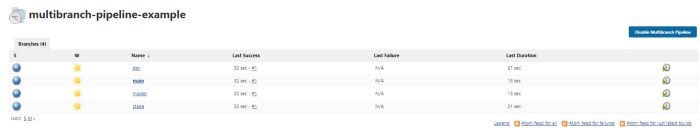 multibranch-pipeline-example
Disable Multibranch Pipeline
Branches (4)
S W Name ↓ Last Success Last Failure Last Duration
dev 32 sec - #1 N/A 21 sec
main 32 sec - #1 N/A 13 sec
master 32 sec - #1 N/A 13 sec
stage 32 sec - #1 N/A 21 sec
Icon: S M L
Legend Atom feed for all Atom feed for failures Atom feed for just latest builds